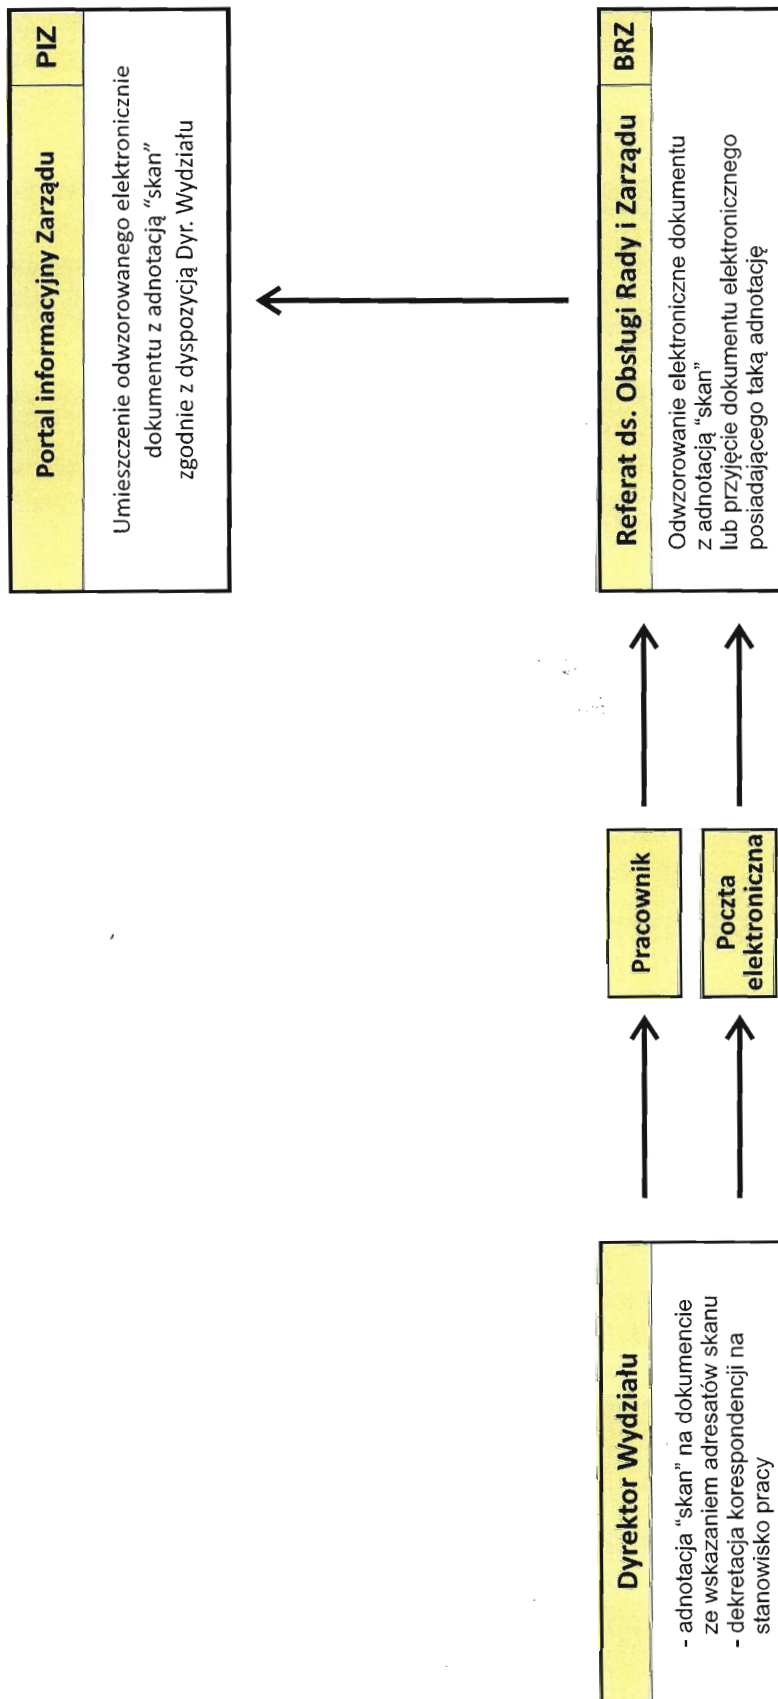 Portal informacyjny Zarządu PIZ
Umieszczenie odwzorowanego elektronicznie
dokumentu z adnotacją “skan”
zgodnie z dyspozycją Dyr. Wydziału
Dyrektor Wydziału
- adnotacja “skan” na dokumencie
ze wskazaniem adresatów skanu
- dekretacja korespondencji na
stanowisko pracy
Pracownik
Poczta
elektroniczna
Referat ds. Obsługi Rady i Zarządu BRZ
Odwzorowanie elektroniczne dokumentu
z adnotacją “skan”
lub przyjęcie dokumentu elektronicznego
posiadającego taką adnotację